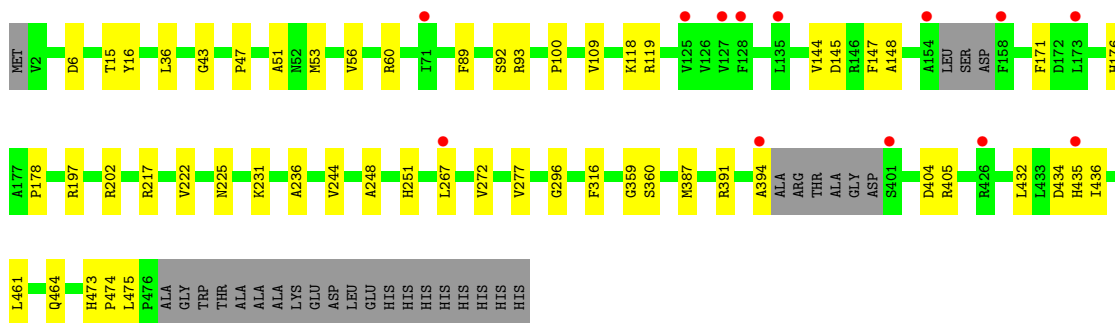 MET V2 D6 T15 Y16 L36 G43 P47 A51 N52 M53 V56 R60 I71 F89 S92 R93 P100 V109 K118 R119 V125 V126 V127 F128 L135 V144 D145 R146 F147 A148 A154 LEU SER ASP F158 F171 D172 L173 H176
A177 P178 R197 R202 R217 V222 N225 K231 A236 V244 A248 H251 L267 V272 V277 G296 F316 G359 S360 M387 R391 A394 ALA ARG THR ALA GLY ASP S401 D404 R405 R426 L432 L433 D434 H435 I436
L461 Q464 H473 P474 L475 P476 ALA GLY TRP THR ALA ALA ALA LYS GLU ASP LEU GLU HIS HIS HIS HIS HIS HIS HIS HIS